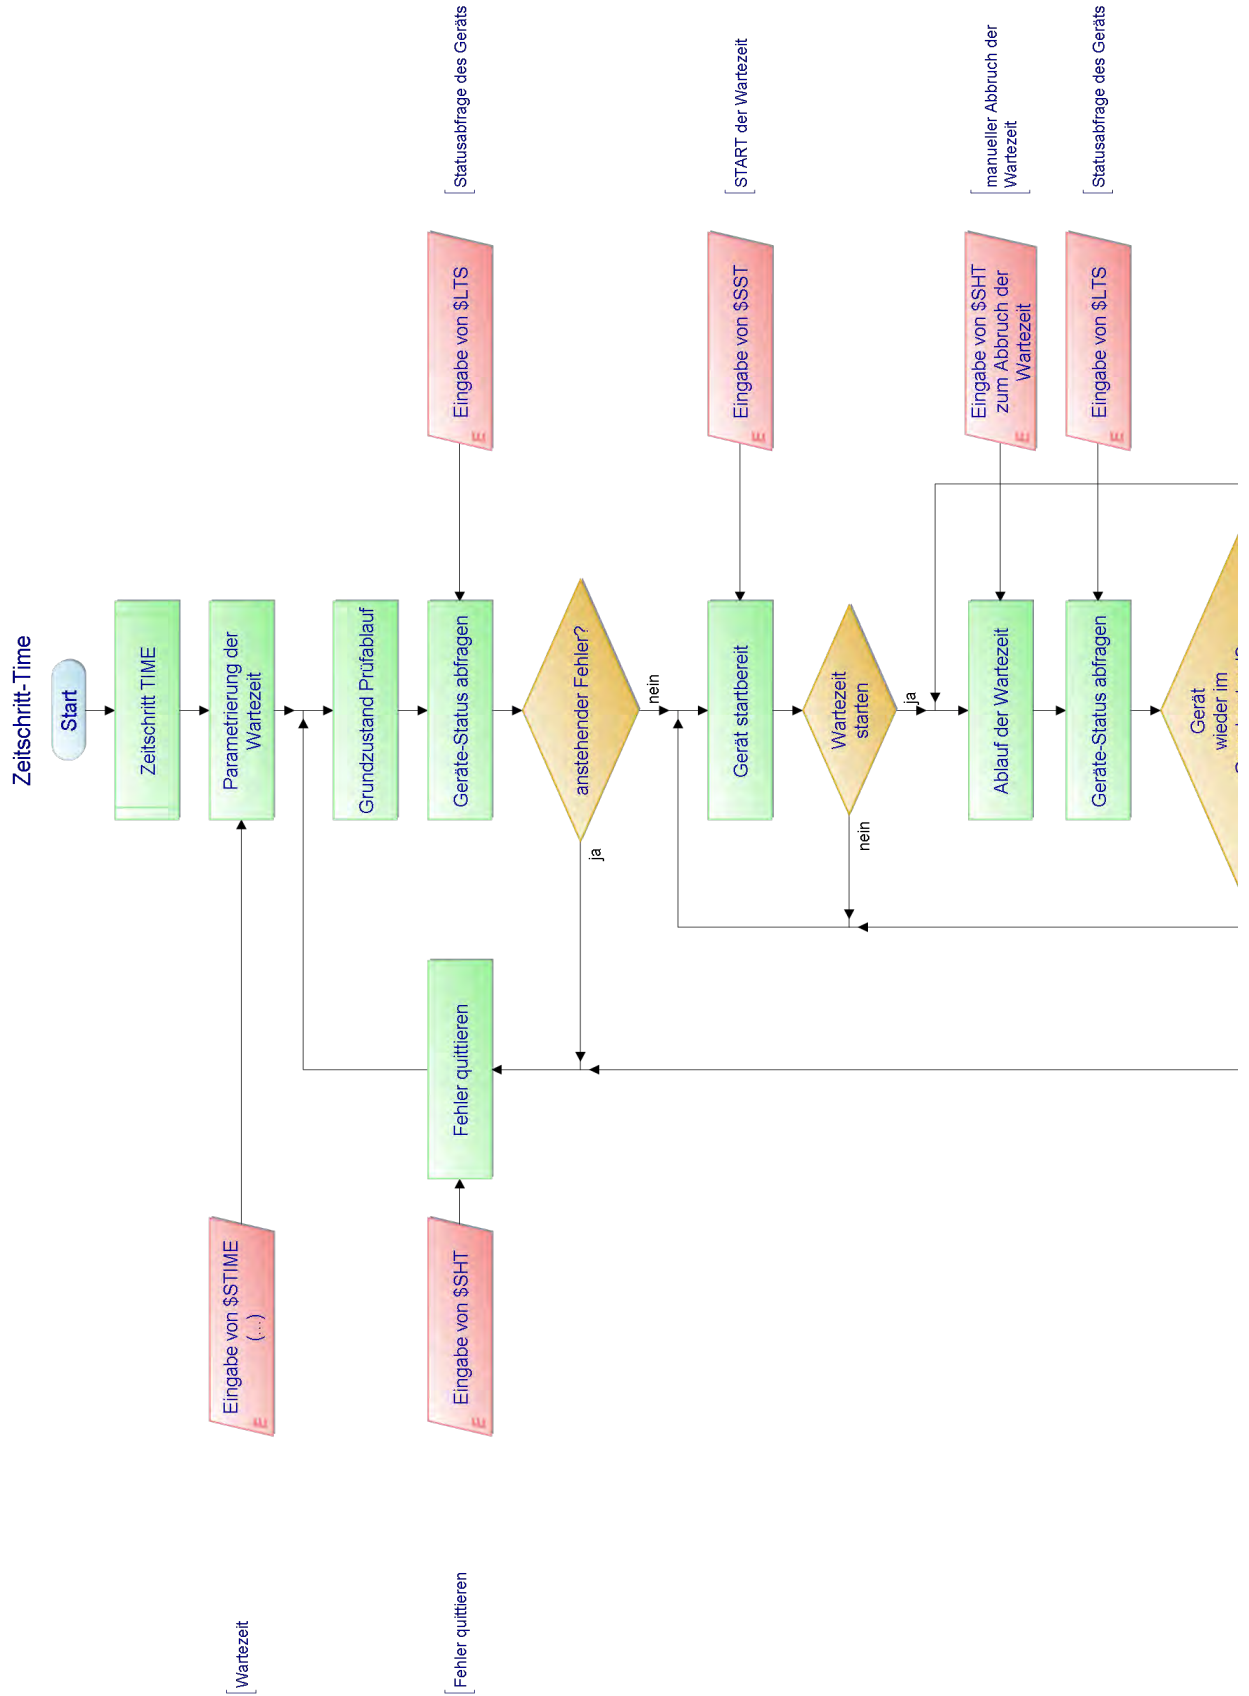 Zeitschritt-Time
Start
Zeitschritt TIME
Eingabe von $STIME
(...)
[Wartezeit
Parametrierung der
Wartezeit
Grundzustand Prüfablauf
Geräte-Status abfragen
Eingabe von $LTS
[Statusabfrage des Geräts
Fehler quittieren
Eingabe von $SHT
[Fehler quittieren
anstehender Fehler?
ja
nein
Gerät startbereit
Eingabe von $SST
[START der Wartezeit
Wartezeit
starten
nein
ja
Ablauf der Wartezeit
Eingabe von $SHT
zum Abbruch der
Wartezeit
[manueller Abbruch der
Wartezeit
Geräte-Status abfragen
Eingabe von $LTS
[Statusabfrage des Geräts
Gerät
wieder im
E
E
E
E
E
E